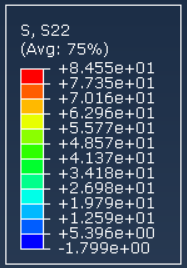 S, S22
(Avg: 75%)
+8.455e+01
+7.735e+01
+7.016e+01
+6.296e+01
+5.577e+01
+4.857e+01
+4.137e+01
+3.418e+01
+2.698e+01
+1.979e+01
+1.259e+01
+5.396e+00
-1.799e+00